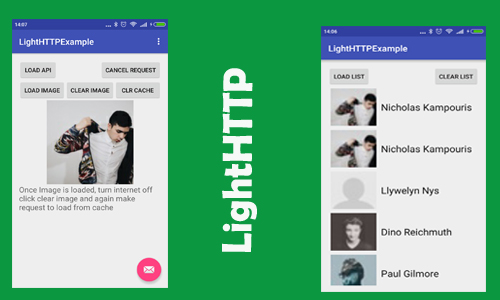 14:07
LightHTTPExample
LOAD API
CANCEL REQUEST
LOAD IMAGE
CLEAR IMAGE
CLR CACHE
Once Image is loaded, turn internet off
click clear image and again make
request to load from cache
LightHTTP
14:06
LightHTTPExample
LOAD LIST
CLEAR LIST
Nicholas Kampouris
Nicholas Kampouris
Llywelyn Nys
Dino Reichmuth
Paul Gilmore